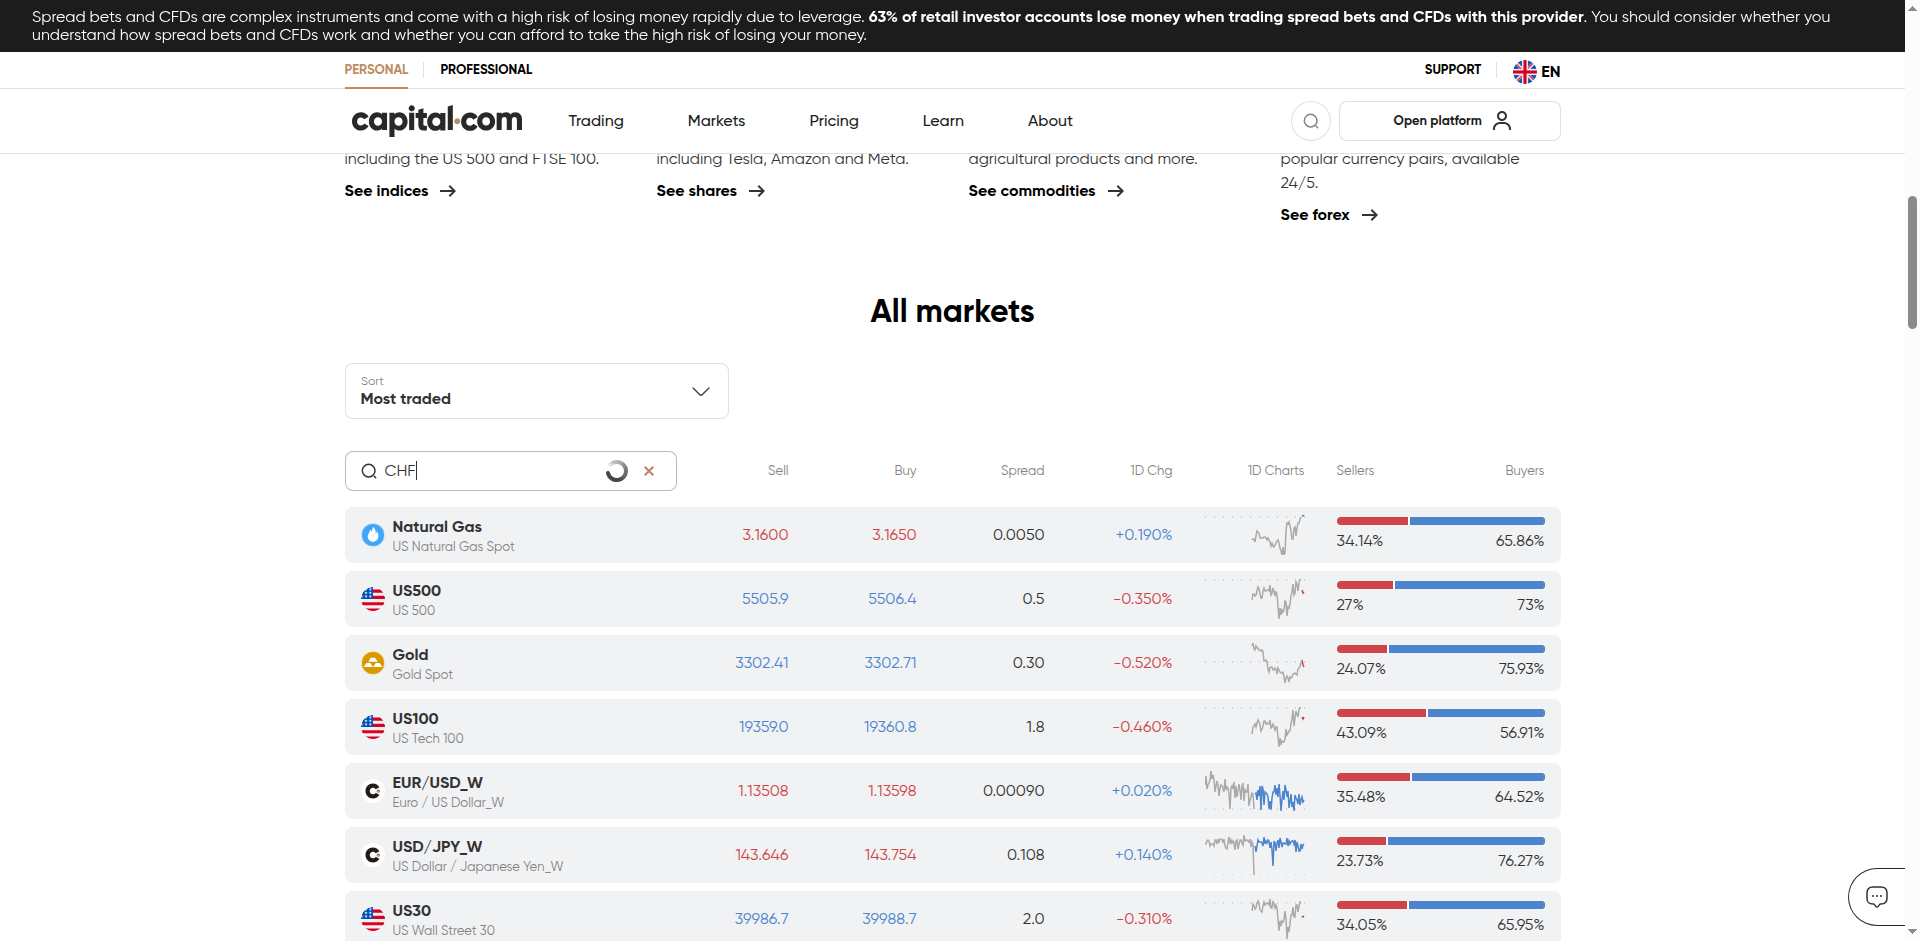 Spread bets and CFDs are complex instruments and come with a high risk of losing money rapidly due to leverage. 63% of retail investor accounts lose money when trading spread bets and CFDs with this provider. You should consider whether you
understand how spread bets and CFDs work and whether you can afford to take the high risk of losing your money.
PERSONAL PROFESSIONAL SUPPORT EN
capital.com Trading Markets Pricing Learn About Open platform
including the US 500 and FTSE 100. including Tesla, Amazon and Meta. agricultural products and more. popular currency pairs, available
24/5.
See indices See shares See commodities
See forex
All markets
Sort
Most traded
CHF Sell Buy Spread 1D Chg 1D Charts Sellers Buyers
Natural Gas
US Natural Gas Spot
3.1600 3.1650 0.0050 +0.190% 34.14% 65.86%
US500
US 500
5505.9 5506.4 0.5 -0.350% 27% 73%
Gold
Gold Spot
3302.41 3302.71 0.30 -0.520% 24.07% 75.93%
US100
US Tech 100
19359.0 19360.8 1.8 -0.460% 43.09% 56.91%
EUR/USD_W
Euro / US Dollar_W
1.13508 1.13598 0.00090 +0.020% 35.48% 64.52%
USD/JPY_W
US Dollar / Japanese Yen_W
143.646 143.754 0.108 +0.140% 23.73% 76.27%
US30
US Wall Street 30
39986.7 39988.7 2.0 -0.310% 34.05% 65.95%